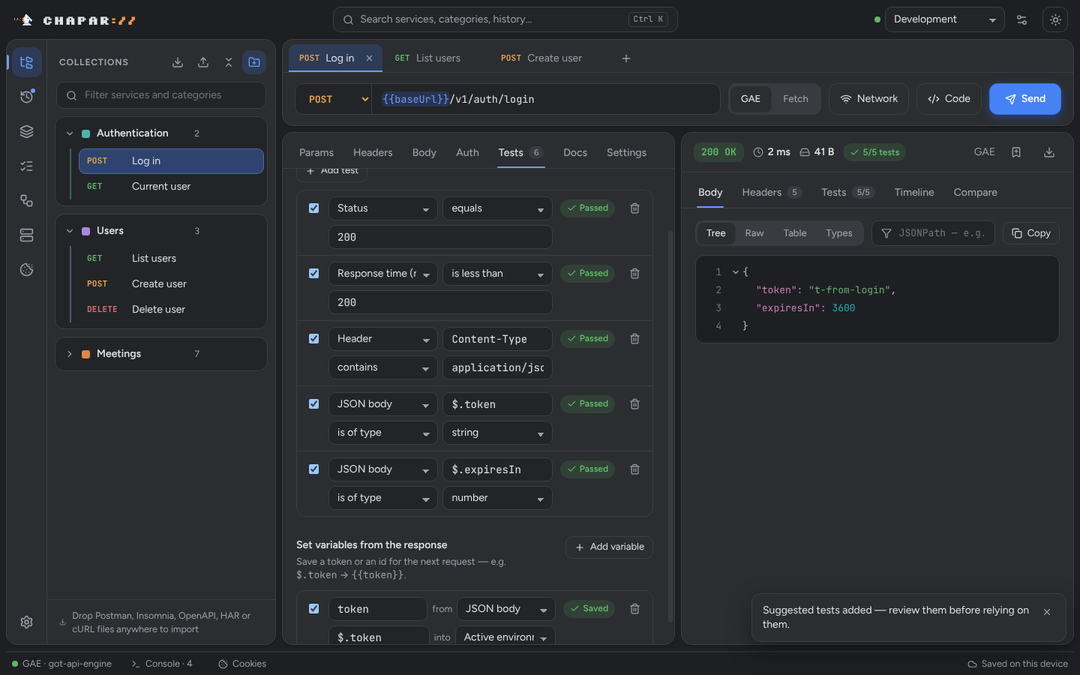 CHAPAR://
Search services, categories, history...
Ctrl K
Development
COLLECTIONS
Filter services and categories
Authentication 2
POST Log in
GET Current user
Users 3
GET List users
POST Create user
DELETE Delete user
Meetings 7
Drop Postman, Insomnia, OpenAPI, HAR or
cURL files anywhere to import
POST Log in
GET List users
POST Create user
POST
{{baseUrl}}/v1/auth/login
GAE Fetch
Network
Code
Send
Params Headers Body Auth Tests 6 Docs Settings
Add test
Status equals Passed
200
Response time (r is less than Passed
200
Header Content-Type Passed
contains application/jsc
JSON body $.token Passed
is of type string
JSON body $.expiresIn Passed
is of type number
Set variables from the response
Add variable
Save a token or an id for the next request — e.g.
$.token → {{token}}.
token from JSON body Saved
$.token into Active environr
200 OK 2 ms 41 B 5/5 tests GAE
Body Headers 5 Tests 5/5 Timeline Compare
Tree Raw Table Types
JSONPath — e.g.
Copy
1 {
2 "token": "t-from-login",
3 "expiresIn": 3600
4 }
Suggested tests added — review them before relying on
them.
GAE · got-api-engine
Console · 4
Cookies
Saved on this device